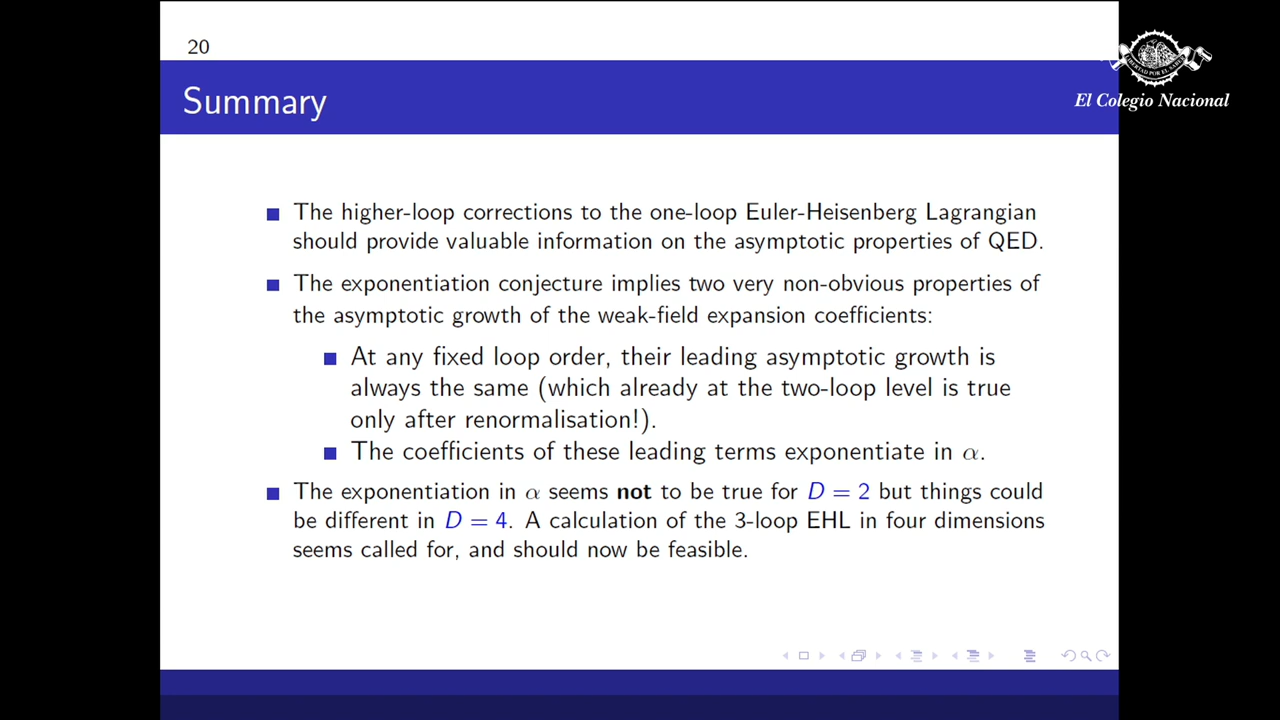 20
Summary
LIBERTAD POR EL SABER
El Colegio Nacional
The higher-loop corrections to the one-loop Euler-Heisenberg Lagrangian
should provide valuable information on the asymptotic properties of QED.
The exponentiation conjecture implies two very non-obvious properties of
the asymptotic growth of the weak-field expansion coefficients:
At any fixed loop order, their leading asymptotic growth is
always the same (which already at the two-loop level is true
only after renormalisation!).
The coefficients of these leading terms exponentiate in α.
The exponentiation in α seems not to be true for D = 2 but things could
be different in D = 4. A calculation of the 3-loop EHL in four dimensions
seems called for, and should now be feasible.